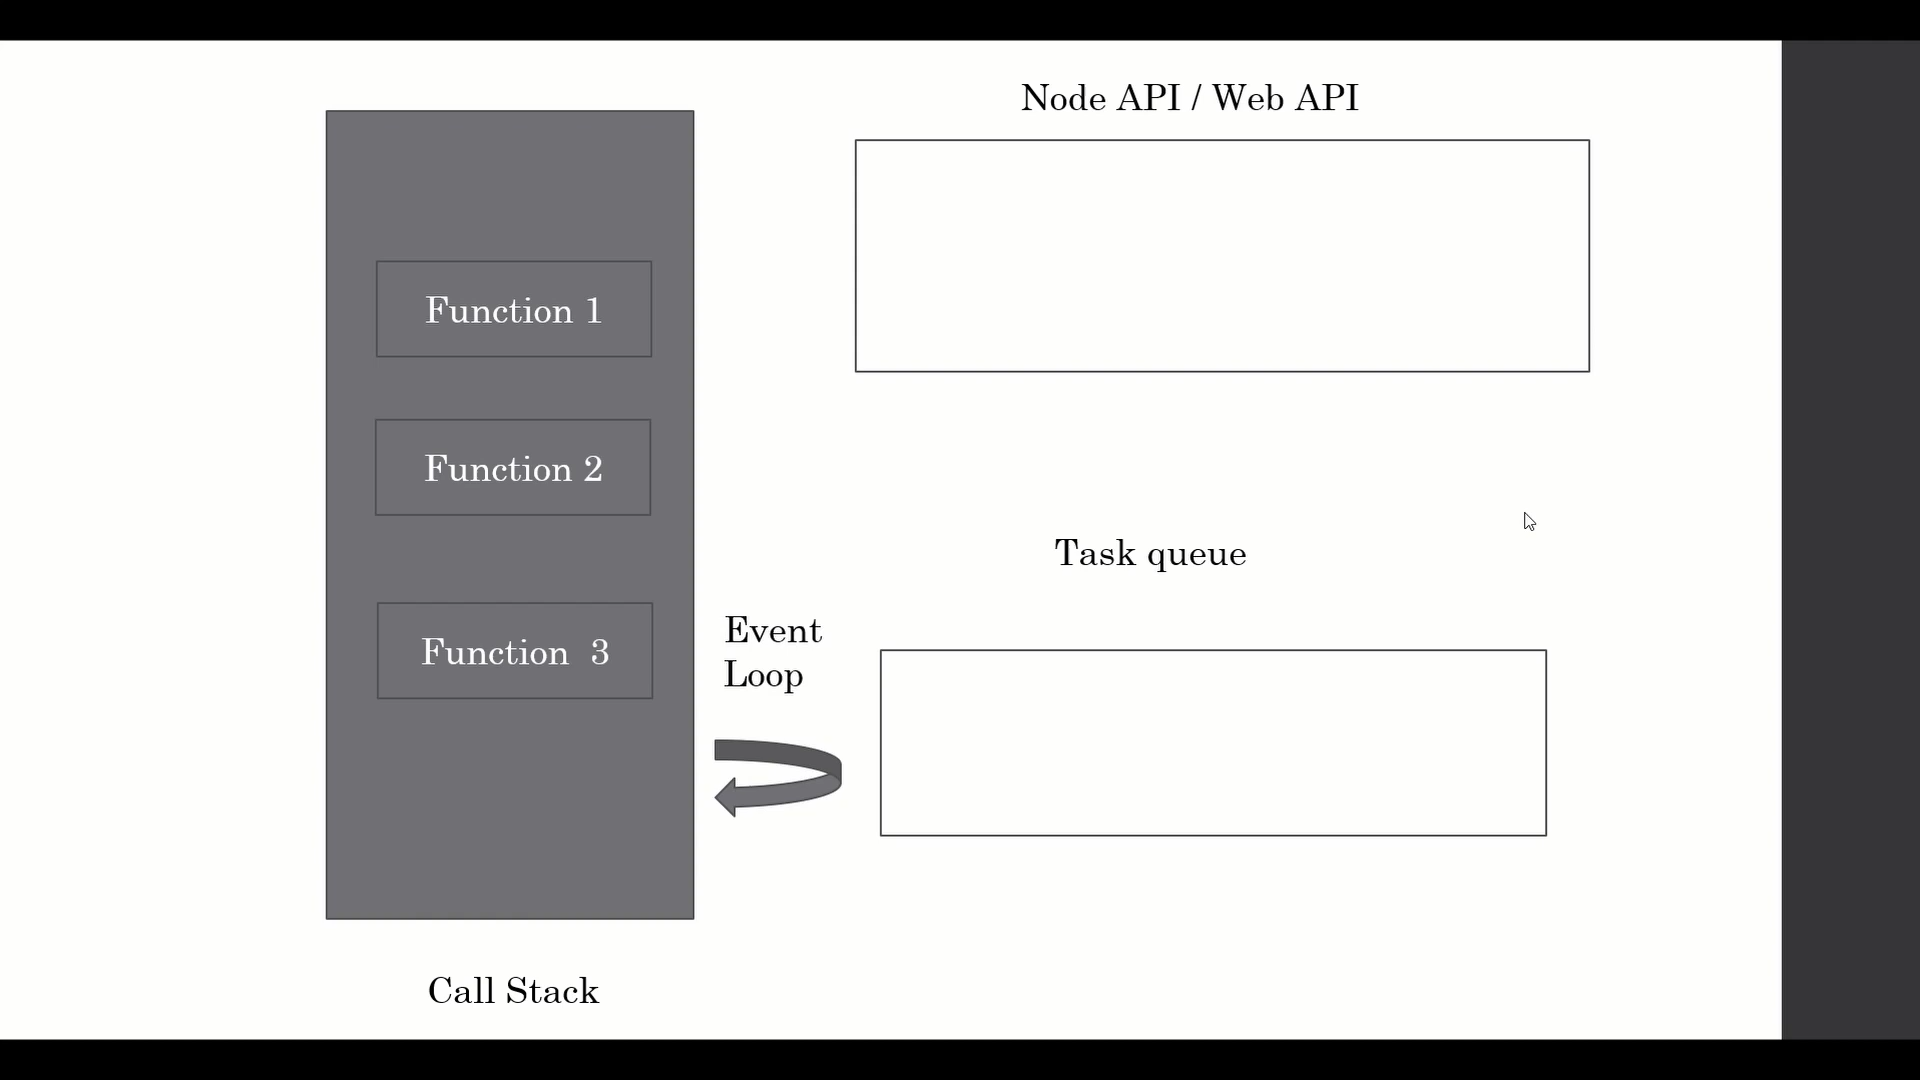 Node API / Web API
Function 1
Function 2
Task queue
Event
Loop
Function 3
Call Stack